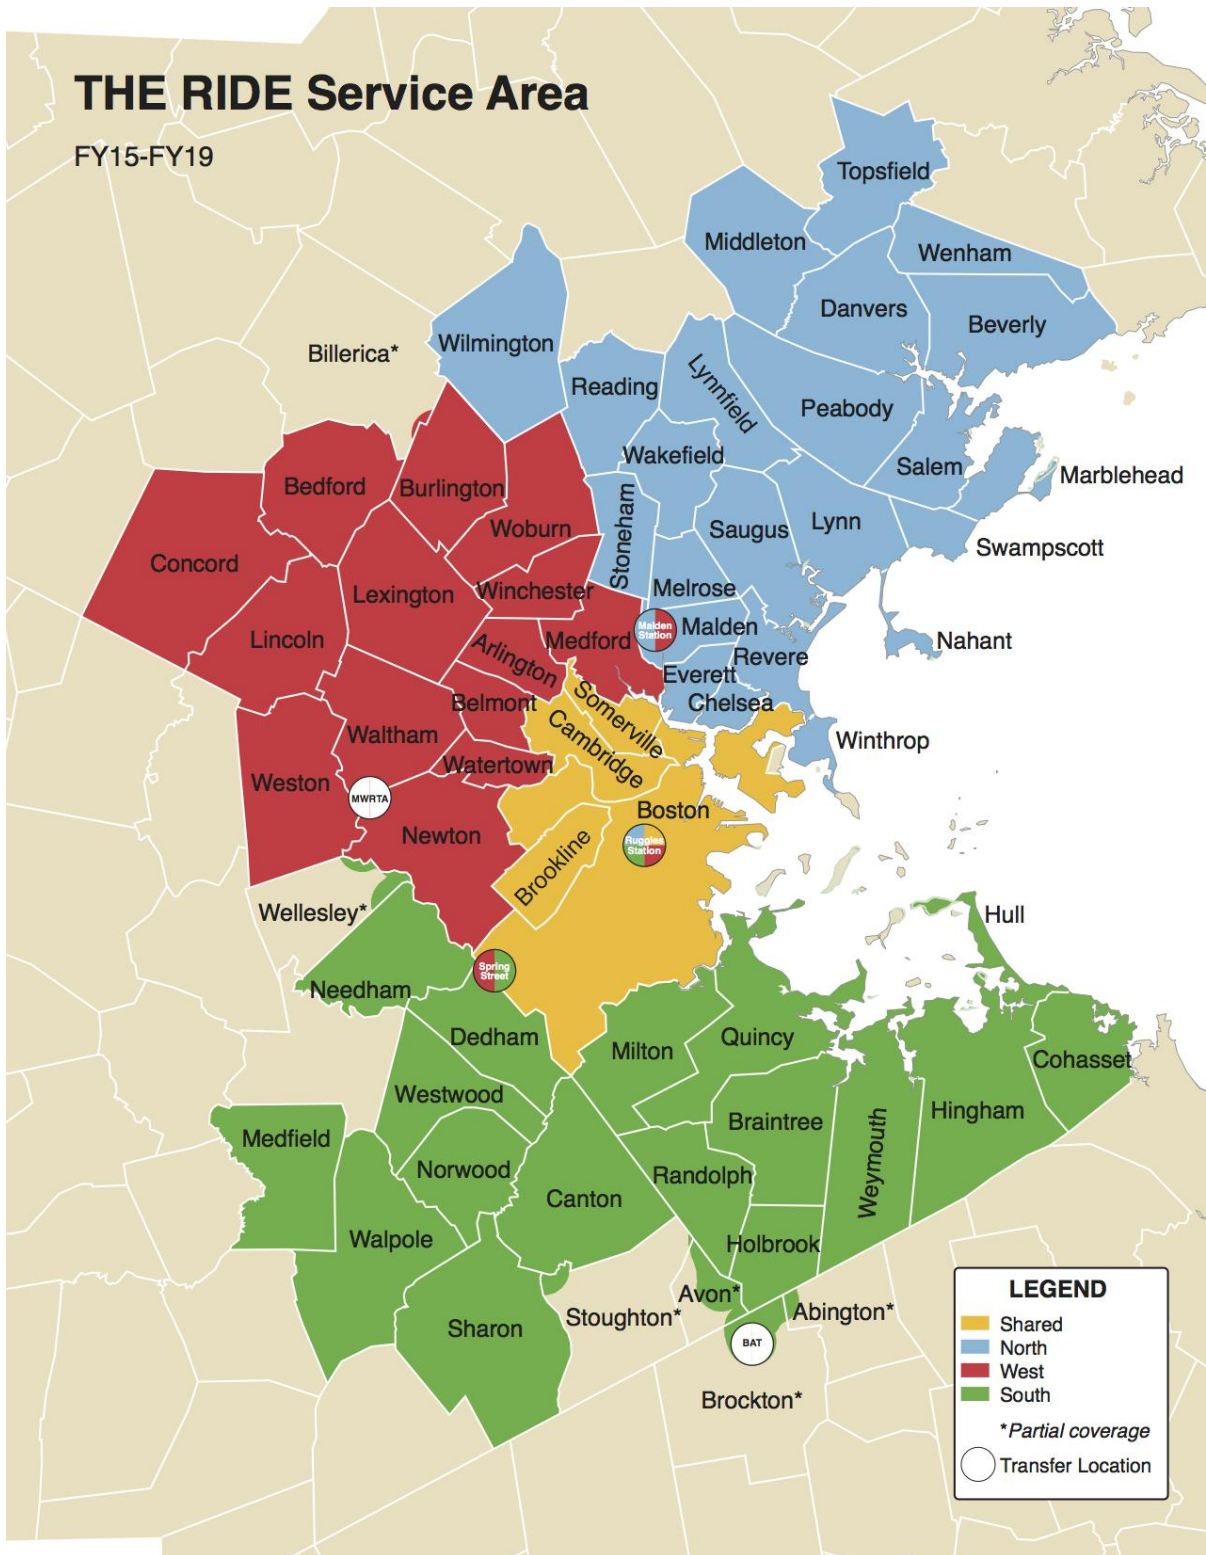 THE RIDE Service Area
FY15-FY19
Topsfield
Middleton
Wenham
Danvers
Beverly
Wilmington
Billerica*
Reading
Lynnfield
Peabody
Wakefield
Salem
Marblehead
Bedford
Burlington
Woburn
Stoneham
Saugus
Lynn
Swampscott
Concord
Lexington
Winchester
Melrose
Lincoln
Arlington
Medford
Malden
Station
Malden
Nahant
Revere
Everett
Chelsea
Belmont
Somerville
Cambridge
Winthrop
Waltham
Watertown
Weston
MWRTA
Newton
Boston
Ruggles
Station
Brookline
Wellesley*
Hull
Spring
Street
Needham
Dedham
Milton
Quincy
Cohasset
Westwood
Braintree
Hingham
Weymouth
Medfield
Norwood
Randolph
Canton
Walpole
Holbrook
Sharon
Stoughton*
Avon*
Abington*
BAT
Brockton*
LEGEND
Shared
North
West
South
*Partial coverage
Transfer Location